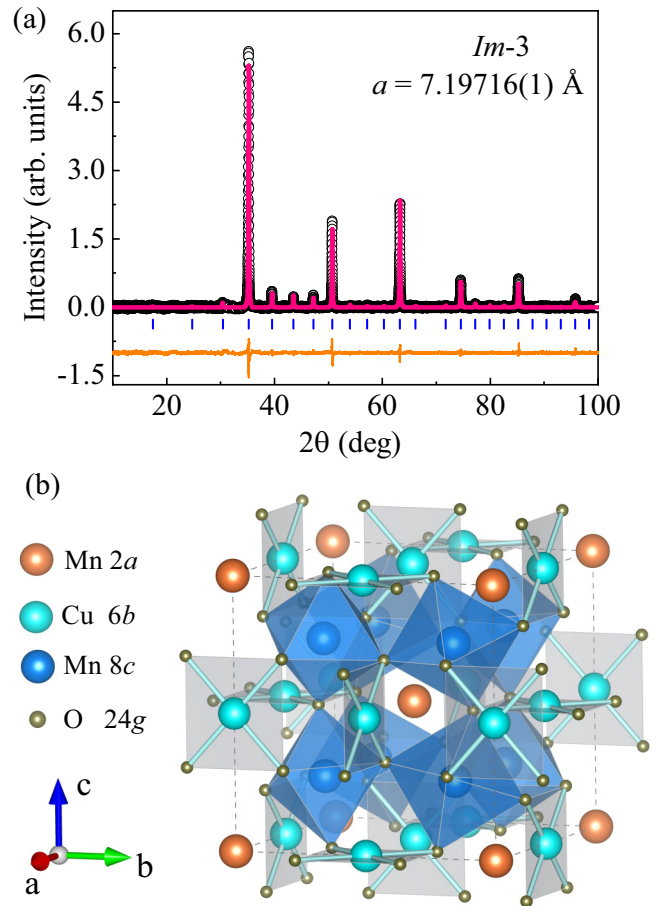 (a)
Im-3
a = 7.19716(1) Å
Intensity (arb. units)
6.0
4.5
3.0
1.5
0.0
-1.5
20 40 60 80 100
2θ (deg)
(b)
Mn 2a
Cu 6b
Mn 8c
O 24g
c
b
a